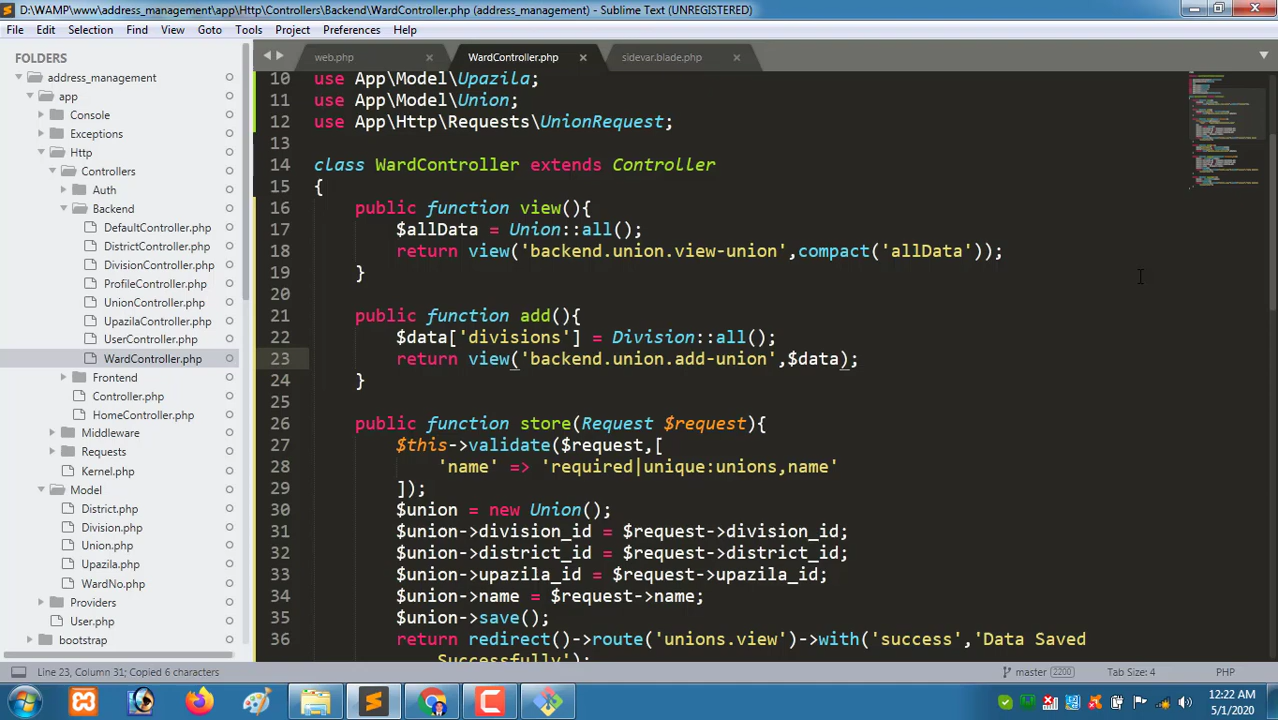 D:\WAMP\www\address_management\app\Http\Controllers\Backend\WardController.php (address_management) - Sublime Text (UNREGISTERED)
File Edit Selection Find View Goto Tools Project Preferences Help
FOLDERS
address_management
app
Console
Exceptions
Http
Controllers
Auth
Backend
DefaultController.php
DistrictController.php
DivisionController.php
ProfileController.php
UnionController.php
UpazilaController.php
UserController.php
WardController.php
Frontend
Controller.php
HomeController.php
Middleware
Requests
Kernel.php
Model
District.php
Division.php
Union.php
Upazila.php
WardNo.php
Providers
User.php
bootstrap
web.php WardController.php sidevar.blade.php
10 use App\Model\Upazila;
11 use App\Model\Union;
12 use App\Http\Requests\UnionRequest;
13
14 class WardController extends Controller
15 {
16 public function view(){
17 $allData = Union::all();
18 return view('backend.union.view-union',compact('allData'));
19 }
20
21 public function add(){
22 $data['divisions'] = Division::all();
23 return view('backend.union.add-union',$data);
24 }
25
26 public function store(Request $request){
27 $this->validate($request,[
28 'name' => 'required|unique:unions,name'
29 ]);
30 $union = new Union();
31 $union->division_id = $request->division_id;
32 $union->district_id = $request->district_id;
33 $union->upazila_id = $request->upazila_id;
34 $union->name = $request->name;
35 $union->save();
36 return redirect()->route('unions.view')->with('success','Data Saved
Successfully');
Line 23, Column 31; Copied 6 characters master 2200 Tab Size: 4 PHP
12:22 AM
5/1/2020